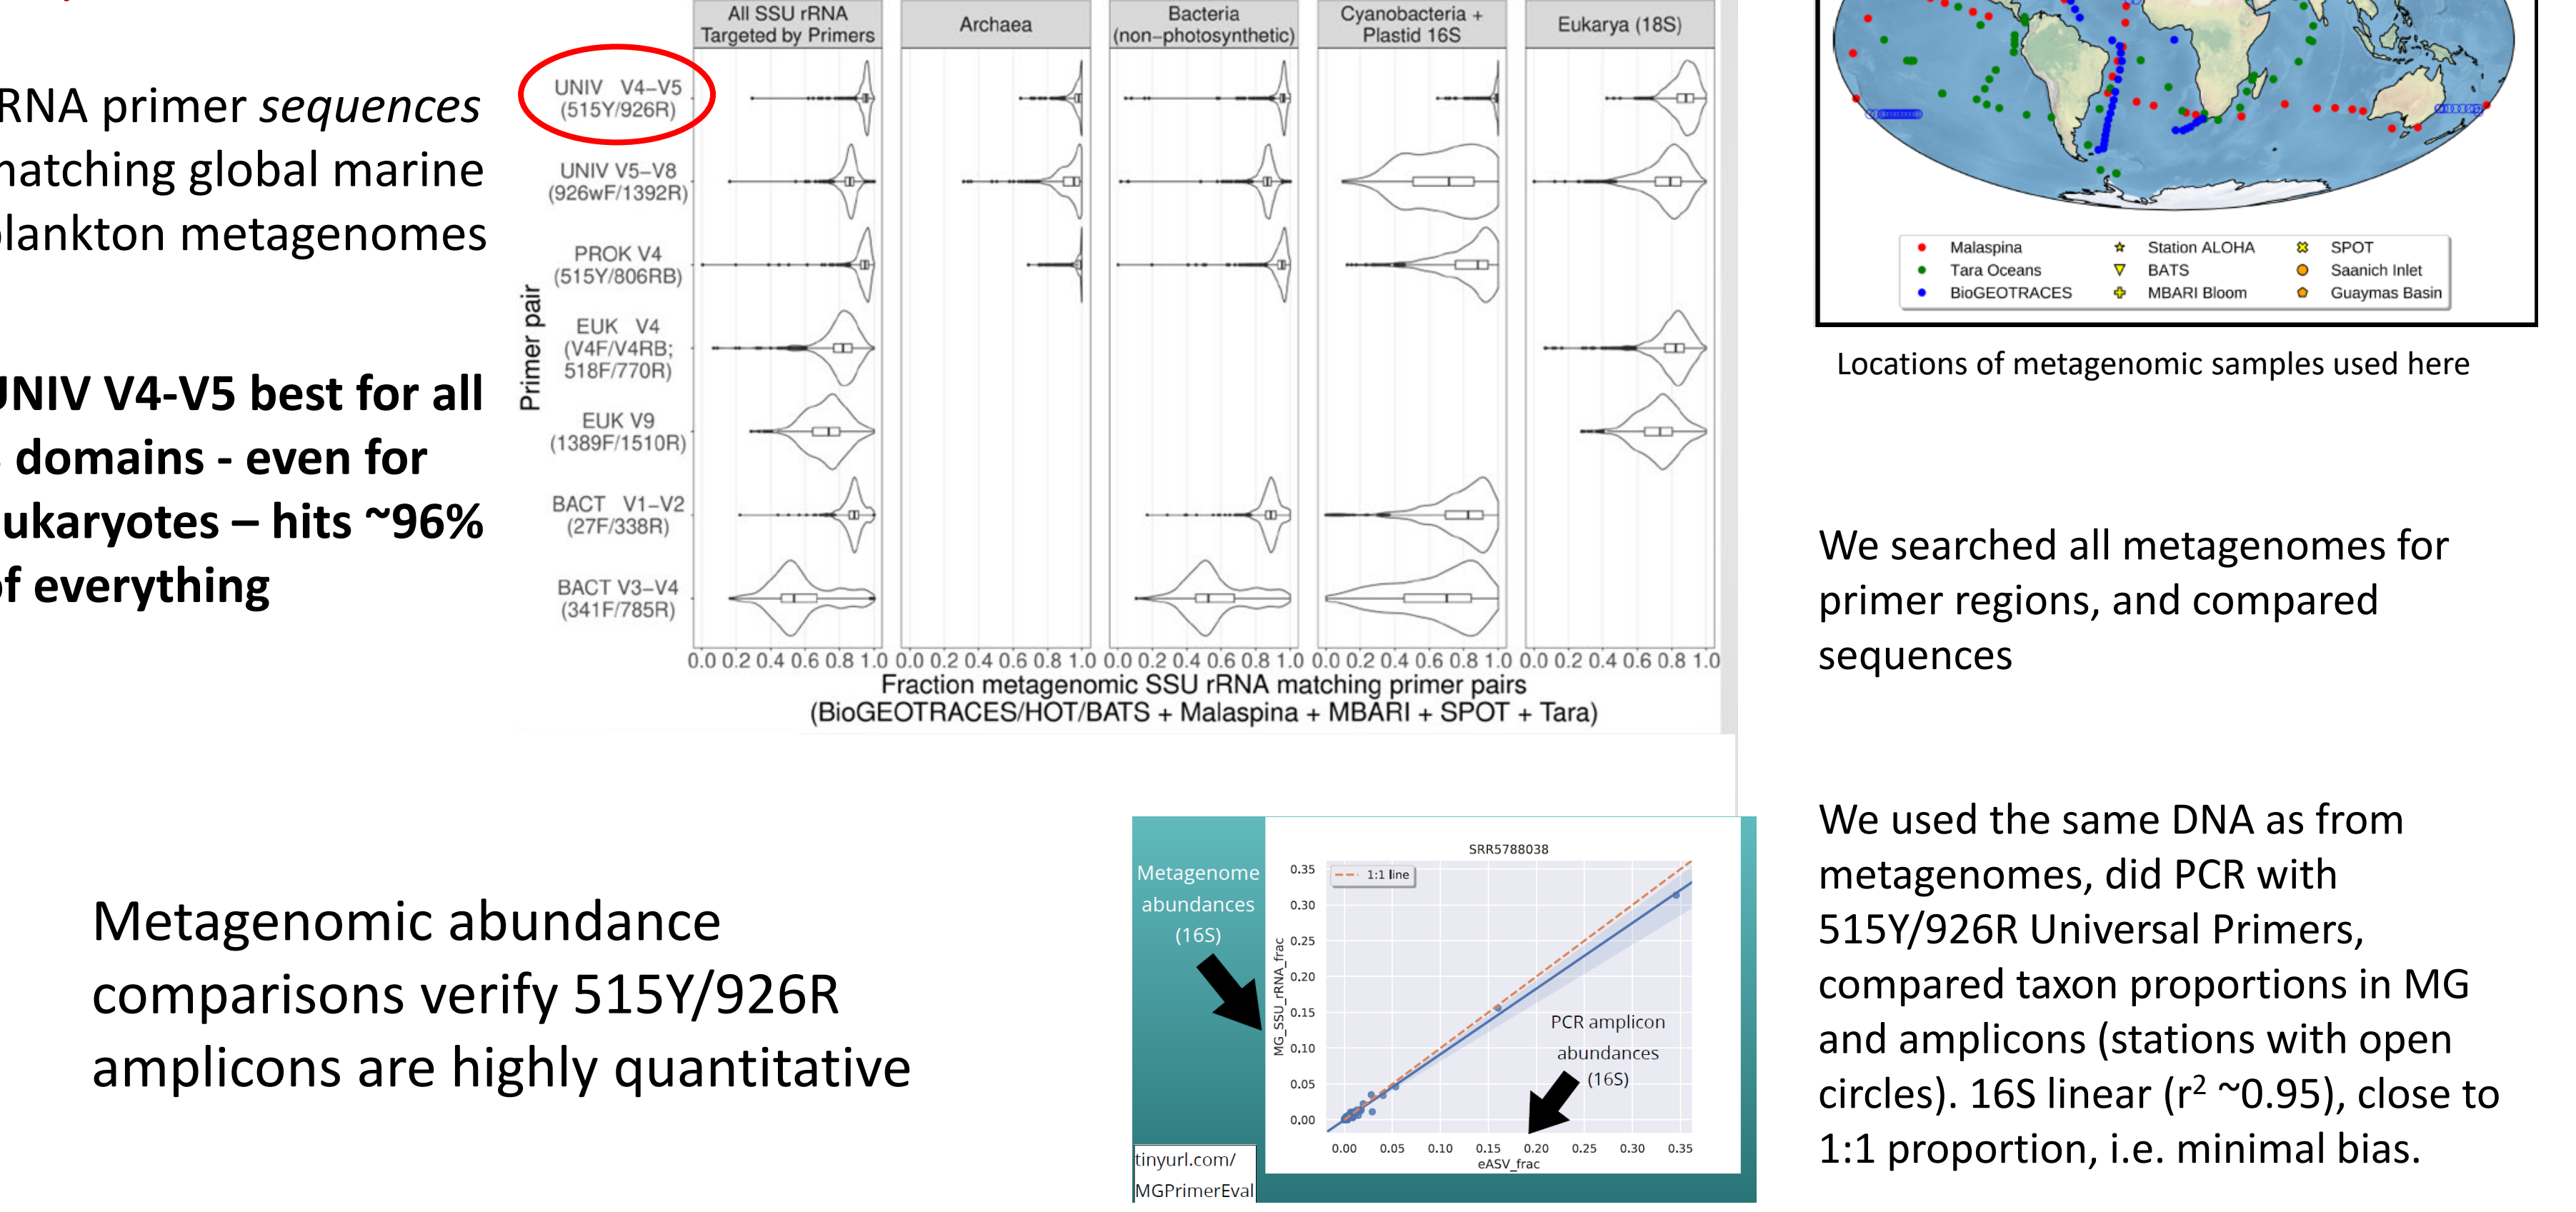 RNA primer sequences
matching global marine
plankton metagenomes
UNIV V4-V5 best for all
domains - even for
eukaryotes – hits ~96%
of everything
All SSU rRNA
Targeted by Primers
Archaea
Bacteria
(non-photosynthetic)
Cyanobacteria +
Plastid 16S
Eukarya (18S)
Primer pair
UNIV V4-V5
(515Y/926R)
UNIV V5-V8
(926wF/1392R)
PROK V4
(515Y/806RB)
EUK V4
(V4F/V4RB;
518F/770R)
EUK V9
(1389F/1510R)
BACT V1-V2
(27F/338R)
BACT V3-V4
(341F/785R)
0.0 0.2 0.4 0.6 0.8 1.0 0.0 0.2 0.4 0.6 0.8 1.0 0.0 0.2 0.4 0.6 0.8 1.0 0.0 0.2 0.4 0.6 0.8 1.0 0.0 0.2 0.4 0.6 0.8 1.0
Fraction metagenomic SSU rRNA matching primer pairs
(BioGEOTRACES/HOT/BATS + Malaspina + MBARI + SPOT + Tara)
Malaspina
Tara Oceans
BioGEOTRACES
Station ALOHA
BATS
MBARI Bloom
SPOT
Saanich Inlet
Guaymas Basin
Locations of metagenomic samples used here
We searched all metagenomes for
primer regions, and compared
sequences
Metagenomic abundance
comparisons verify 515Y/926R
amplicons are highly quantitative
Metagenome
abundances
(16S)
tinyurl.com/
MGPrimerEval
SRR5788038
1:1 line
MG_SSU_rRNA_frac
0.35
0.30
0.25
0.20
0.15
0.10
0.05
0.00
PCR amplicon
abundances
(16S)
0.00 0.05 0.10 0.15 0.20 0.25 0.30 0.35
eASV_frac
We used the same DNA as from
metagenomes, did PCR with
515Y/926R Universal Primers,
compared taxon proportions in MG
and amplicons (stations with open
circles). 16S linear (r² ~0.95), close to
1:1 proportion, i.e. minimal bias.